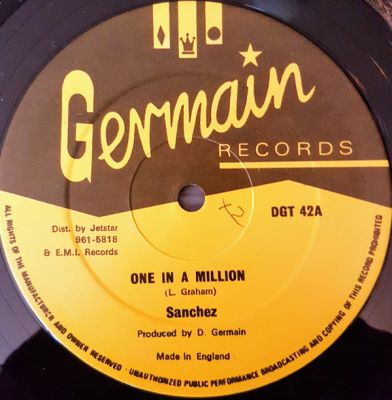 Germain
RECORDS
Dist. by Jetstar
961-5818
& E.M.I. Records
DGT 42A
ONE IN A MILLION
(L. Graham)
Sanchez
Produced by D. Germain
Made in England
ALL RIGHTS OF THE MANUFACTURER AND OWNER RESERVED · UNAUTHORIZED PUBLIC PERFORMANCE BROADCASTING AND COPYING OF THIS RECORD PROHIBITED